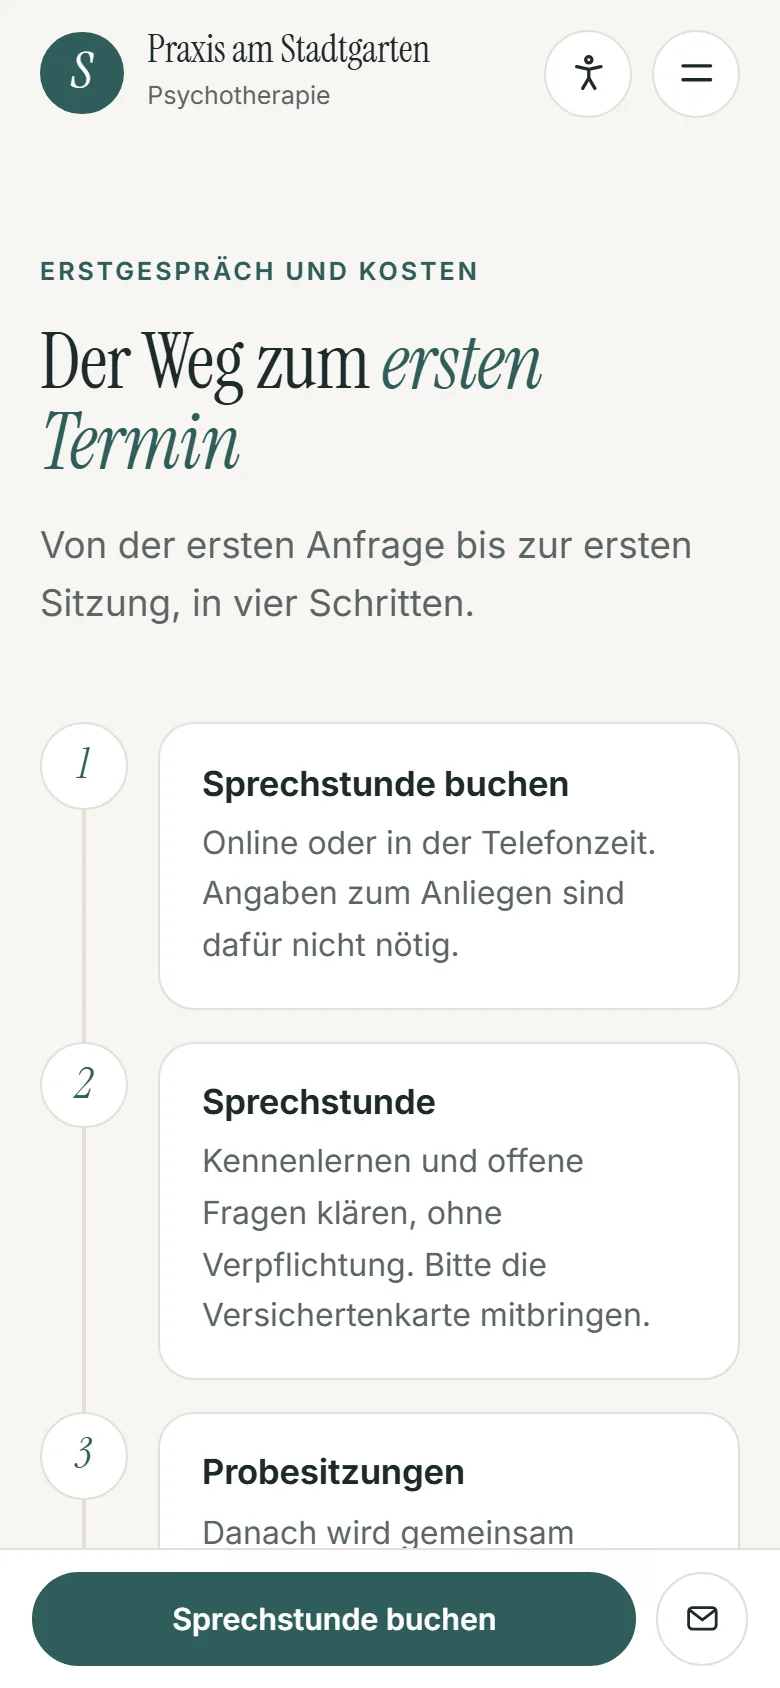 S
Praxis am Stadtgarten
Psychotherapie
ERSTGESPRÄCH UND KOSTEN
Der Weg zum ersten
Termin
Von der ersten Anfrage bis zur ersten
Sitzung, in vier Schritten.
1
Sprechstunde buchen
Online oder in der Telefonzeit.
Angaben zum Anliegen sind
dafür nicht nötig.
2
Sprechstunde
Kennenlernen und offene
Fragen klären, ohne
Verpflichtung. Bitte die
Versichertenkarte mitbringen.
3
Probesitzungen
Danach wird gemeinsam
Sprechstunde buchen